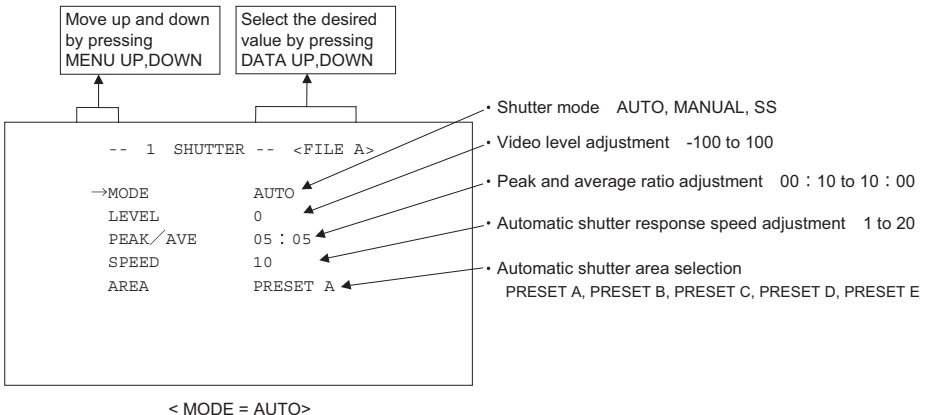 Move up and down
by pressing
MENU UP,DOWN
Select the desired
value by pressing
DATA UP,DOWN
-- 1 SHUTTER -- <FILE A>
→MODE AUTO
LEVEL 0
PEAK／AVE 05：05
SPEED 10
AREA PRESET A
・Shutter mode AUTO, MANUAL, SS
・Video level adjustment -100 to 100
・Peak and average ratio adjustment 00：10 to 10：00
・Automatic shutter response speed adjustment 1 to 20
・Automatic shutter area selection
PRESET A, PRESET B, PRESET C, PRESET D, PRESET E
< MODE = AUTO>